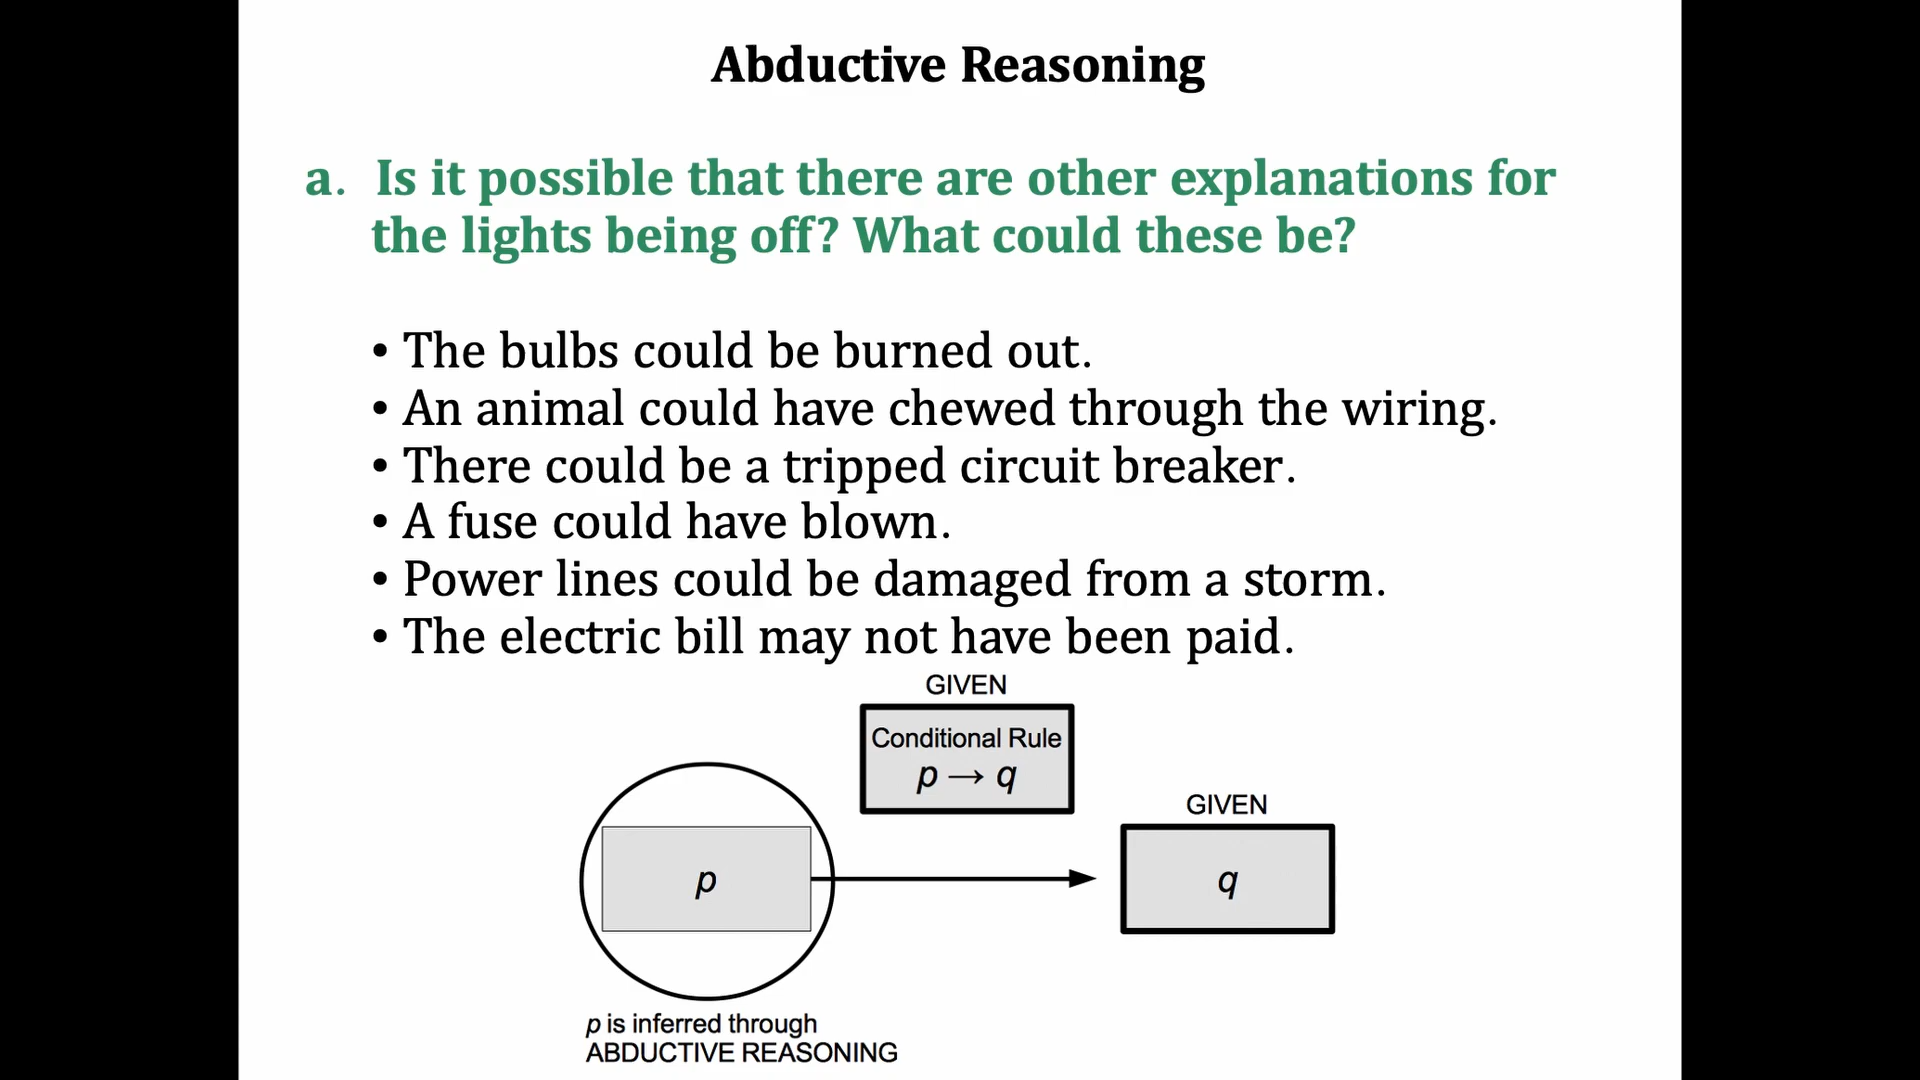 Abductive Reasoning
a. Is it possible that there are other explanations for
the lights being off? What could these be?
• The bulbs could be burned out.
• An animal could have chewed through the wiring.
• There could be a tripped circuit breaker.
• A fuse could have blown.
• Power lines could be damaged from a storm.
• The electric bill may not have been paid.
GIVEN
Conditional Rule
p → q
GIVEN
p
q
p is inferred through
ABDUCTIVE REASONING